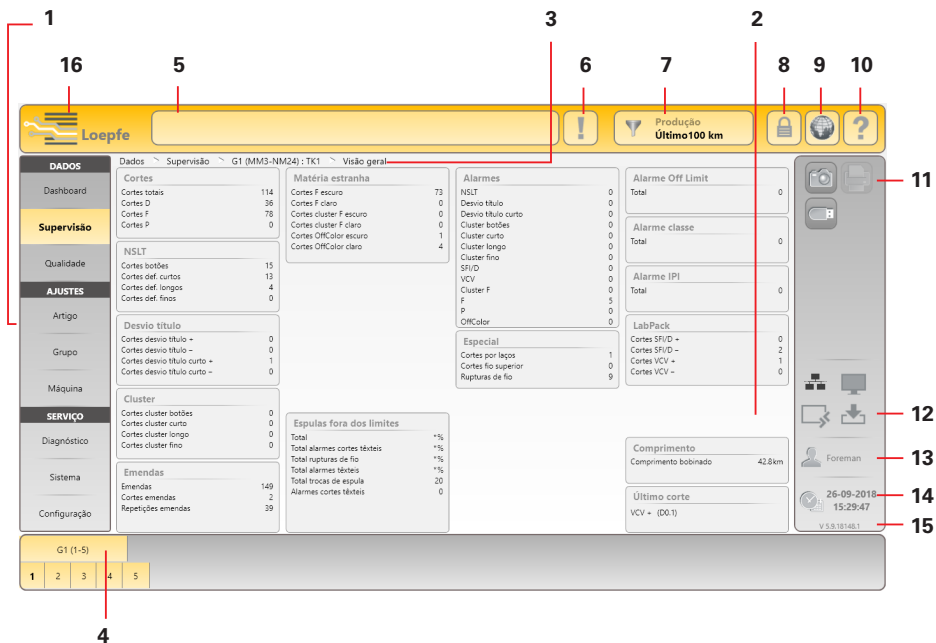 1
3
2
16
5
6
7
8
9
10
Loepfe
!
Produção
Último100 km
?
DADOS
Dashboard
Supervisão
Qualidade
AJUSTES
Artigo
Grupo
Máquina
SERVIÇO
Diagnóstico
Sistema
Configuração
Dados > Supervisão > G1 (MM3-NM24) : TK1 > Visão geral
Cortes
Cortes totais 114
Cortes D 36
Cortes F 78
Cortes P 0
NSLT
Cortes botões 15
Cortes def. curtos 13
Cortes def. longos 4
Cortes def. finos 0
Desvio título
Cortes desvio título + 0
Cortes desvio título − 0
Cortes desvio título curto + 1
Cortes desvio título curto − 0
Cluster
Cortes cluster botões 0
Cortes cluster curto 0
Cortes cluster longo 0
Cortes cluster fino 0
Emendas
Emendas 149
Cortes emendas 2
Repetições emendas 39
Matéria estranha
Cortes F escuro 73
Cortes F claro 0
Cortes cluster F escuro 0
Cortes cluster F claro 0
Cortes OffColor escuro 1
Cortes OffColor claro 4
Espulas fora dos limites
Total *%
Total alarmes cortes têxteis *%
Total rupturas de fio *%
Total alarmes têxteis *%
Total trocas de espula 20
Alarmes cortes têxteis 0
Alarmes
NSLT 0
Desvio título 0
Desvio título curto 0
Cluster botões 0
Cluster curto 0
Cluster longo 0
Cluster fino 0
SFI/D 0
VCV 0
Cluster F 0
F 5
P 0
OffColor 0
Especial
Cortes por laços 1
Cortes fio superior 0
Rupturas de fio 9
Alarme Off Limit
Total 0
Alarme classe
Total 0
Alarme IPI
Total 0
LabPack
Cortes SFI/D + 0
Cortes SFI/D − 2
Cortes VCV + 1
Cortes VCV − 0
Comprimento
Comprimento bobinado 42.8km
Último corte
VCV + (D0.1)
11
12
Foreman
13
26-09-2018
15:29:47
14
V 5.9.18148.1
15
G1 (1-5)
1 2 3 4 5
4